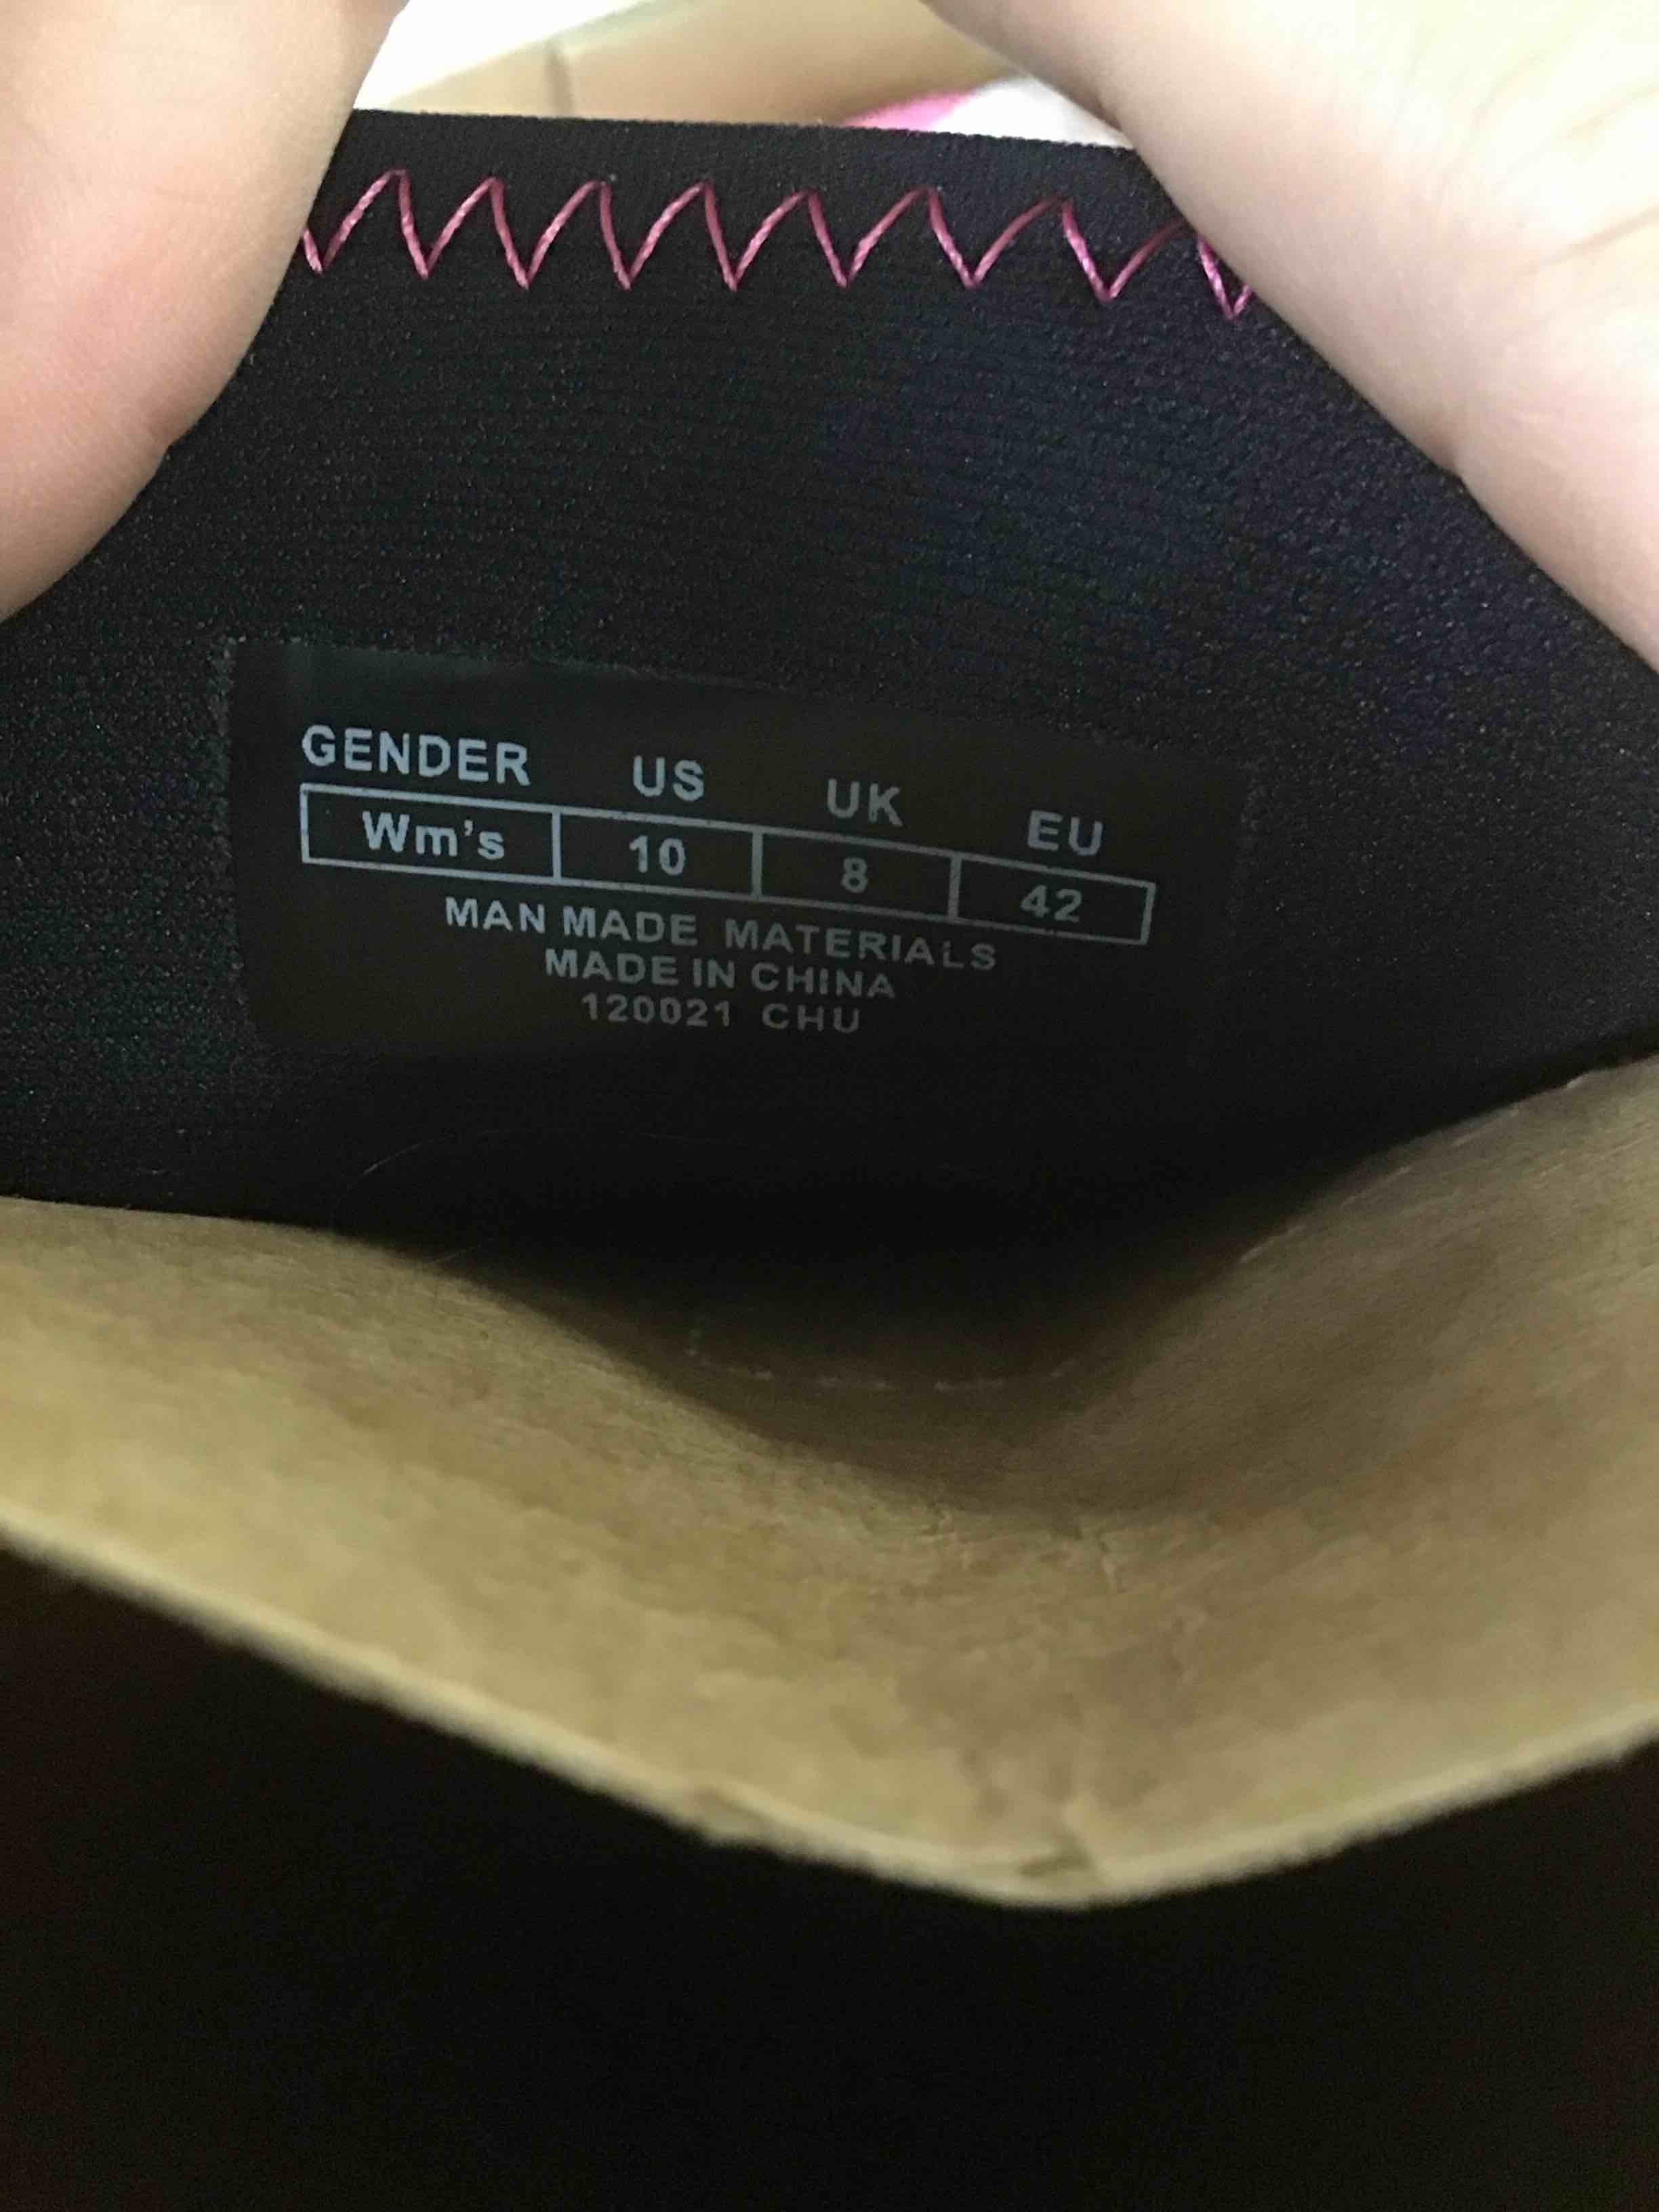 GENDER US UK EU
Wm's 10 8 42
MAN MADE MATERIALS
MADE IN CHINA
120021 CHU